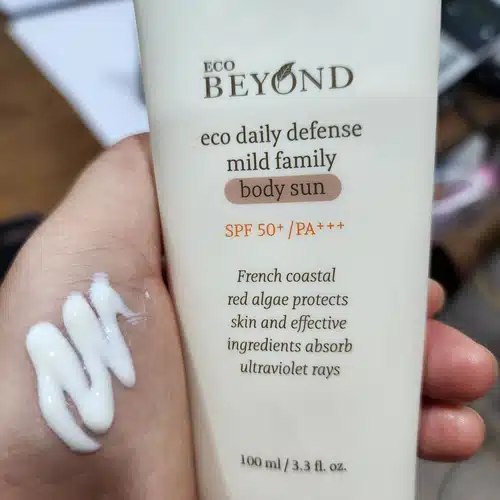 ECO
BEYOND
eco daily defense
mild family
body sun
SPF 50+/PA+++
French coastal
red algae protects
skin and effective
ingredients absorb
ultraviolet rays
100 ml / 3.3 fl. oz.